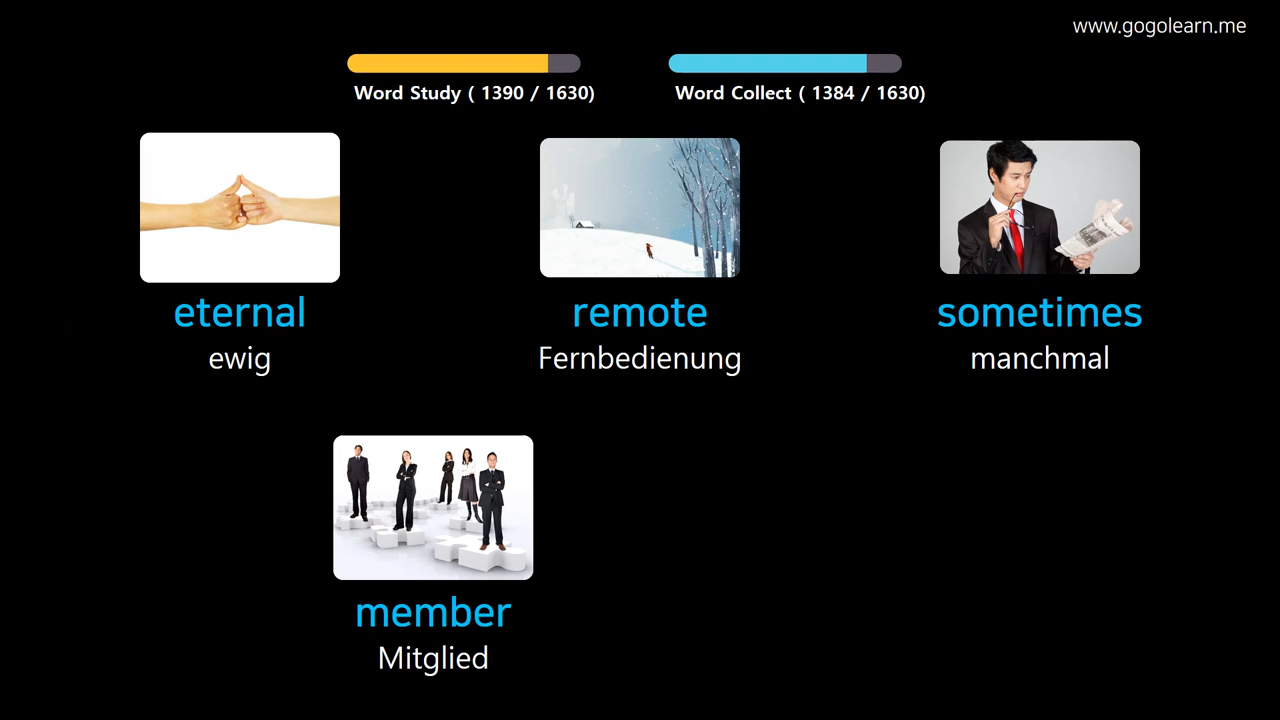 www.gogolearn.me
Word Study ( 1390 / 1630)
Word Collect ( 1384 / 1630)
eternal
ewig
remote
Fernbedienung
sometimes
manchmal
member
Mitglied